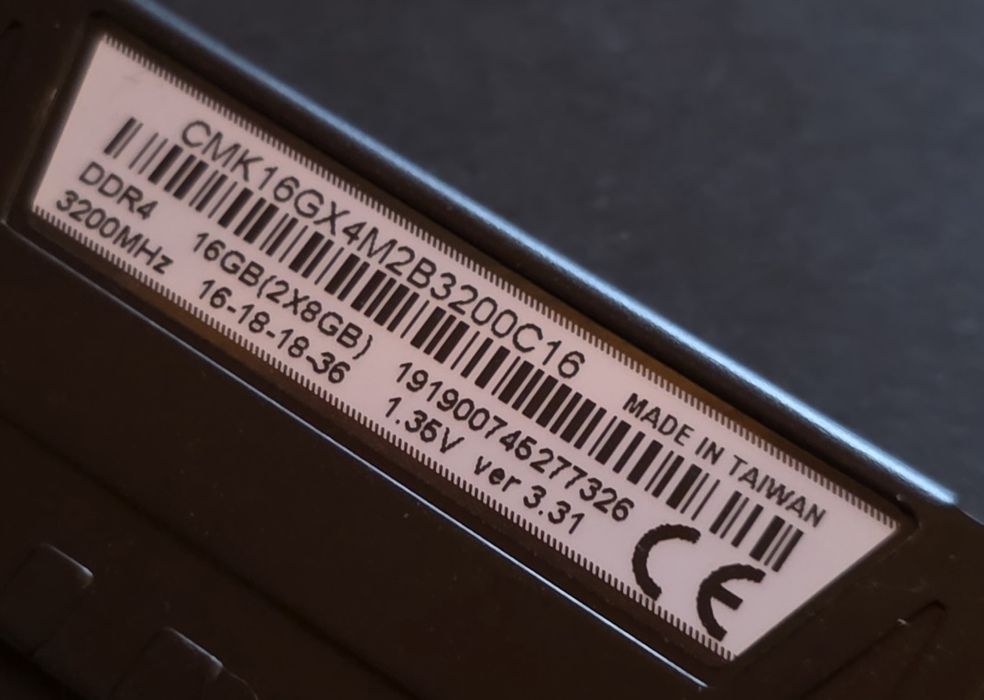 CMK16GX4M2B3200C16
MADE IN TAIWAN
DDR4 16GB(2X8GB) 191900745277326
3200MHz 16-18-18-36 1.35V ver 3.31
CE